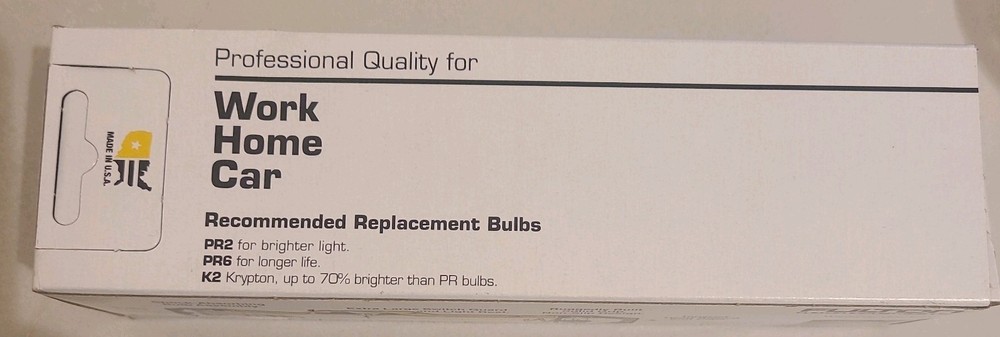 Professional Quality for
Work
Home
Car
Recommended Replacement Bulbs
PR2 for brighter light.
PR6 for longer life.
K2 Krypton, up to 70% brighter than PR bulbs.
MADE IN U.S.A.